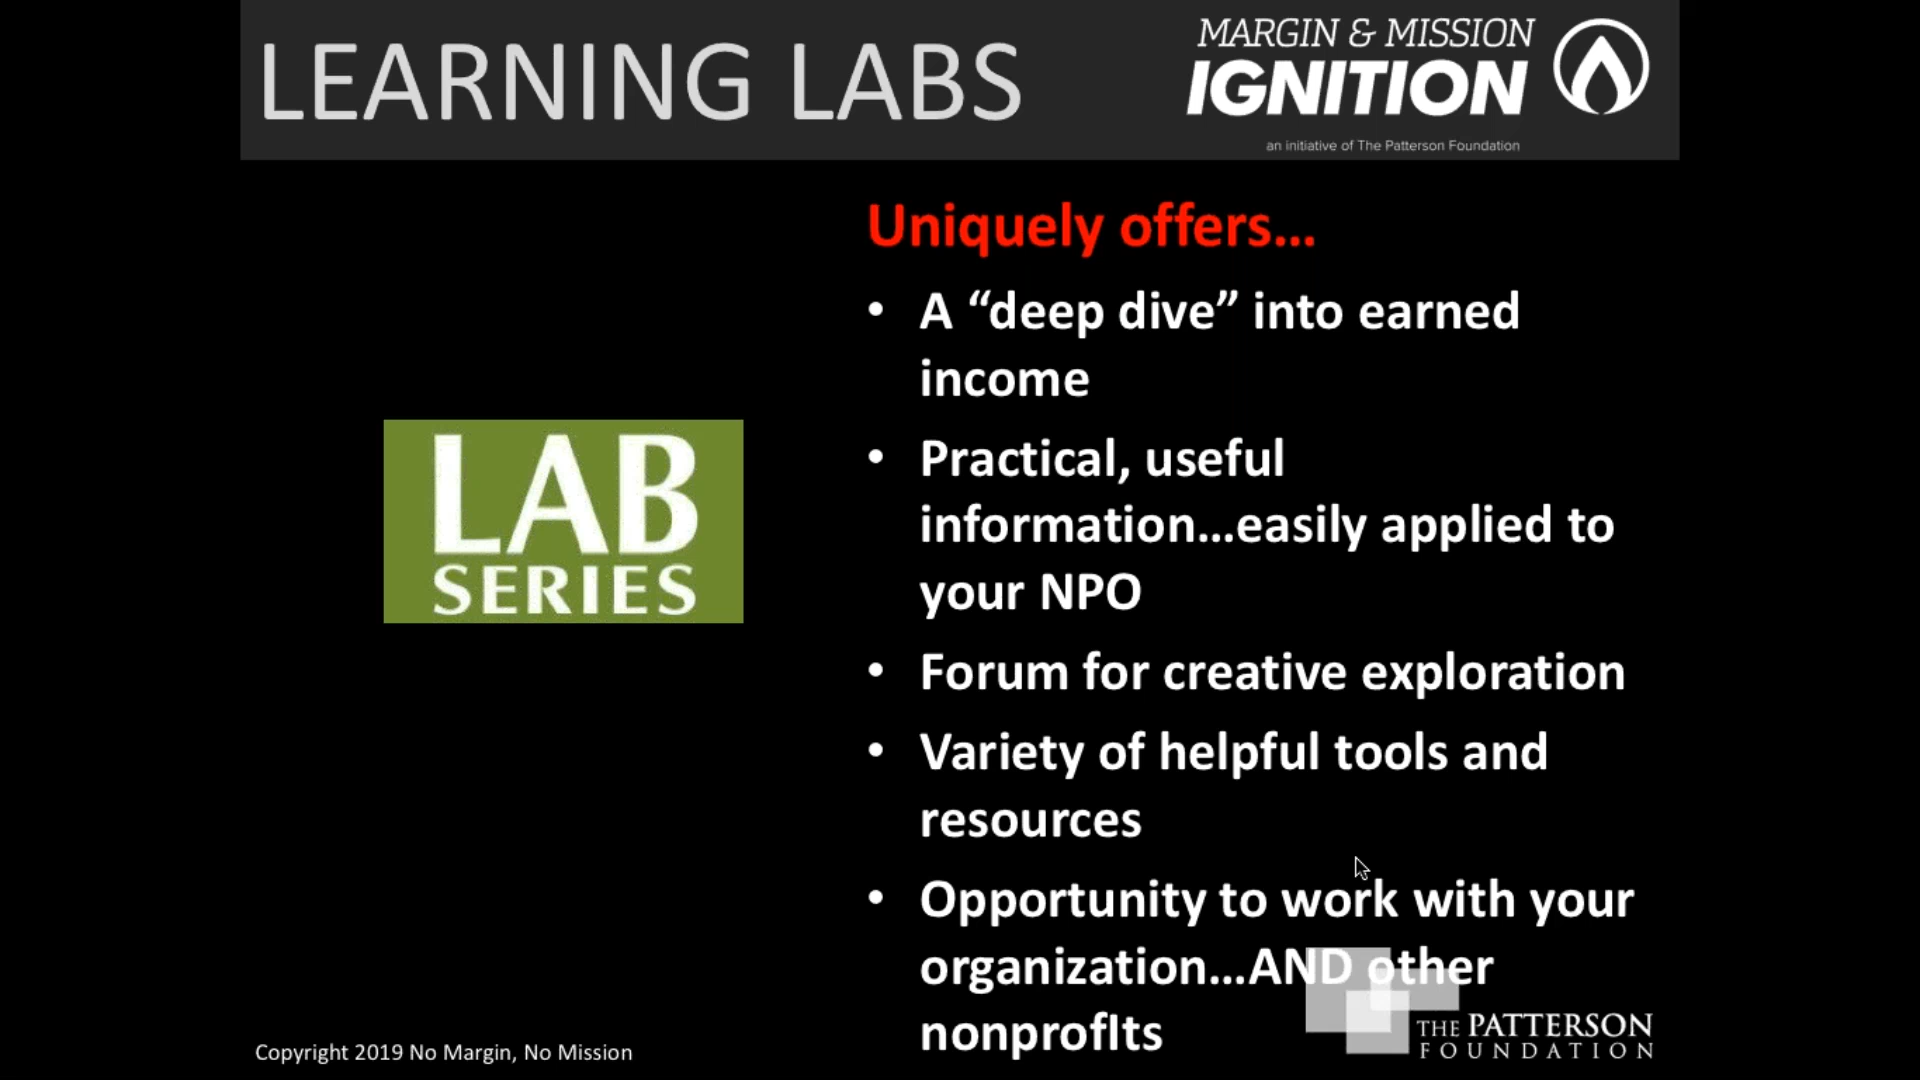 LEARNING LABS
MARGIN & MISSION
IGNITION
an initiative of The Patterson Foundation
Uniquely offers...
• A “deep dive” into earned
income
• Practical, useful
information...easily applied to
your NPO
• Forum for creative exploration
• Variety of helpful tools and
resources
• Opportunity to work with your
organization...AND other
nonprofIts
LAB
SERIES
THE PATTERSON
FOUNDATION
Copyright 2019 No Margin, No Mission